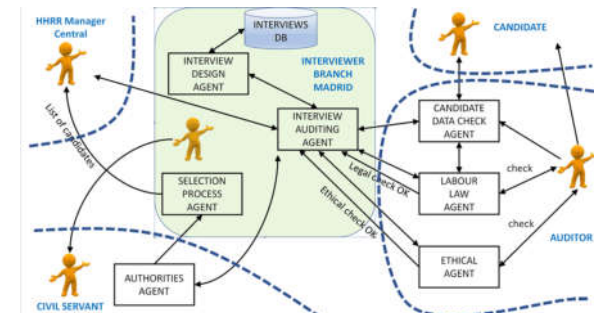 HHRR Manager
Central
INTERVIEWS
DB
CANDIDATE
INTERVIEW
DESIGN
AGENT
INTERVIEWER
BRANCH
MADRID
List of candidates
INTERVIEW
AUDITING
AGENT
CANDIDATE
DATA CHECK
AGENT
Legal check OK
check
SELECTION
PROCESS
AGENT
LABOUR
LAW
AGENT
Ethical check OK
check
AUDITOR
AUTHORITIES
AGENT
ETHICAL
AGENT
CIVIL SERVANT